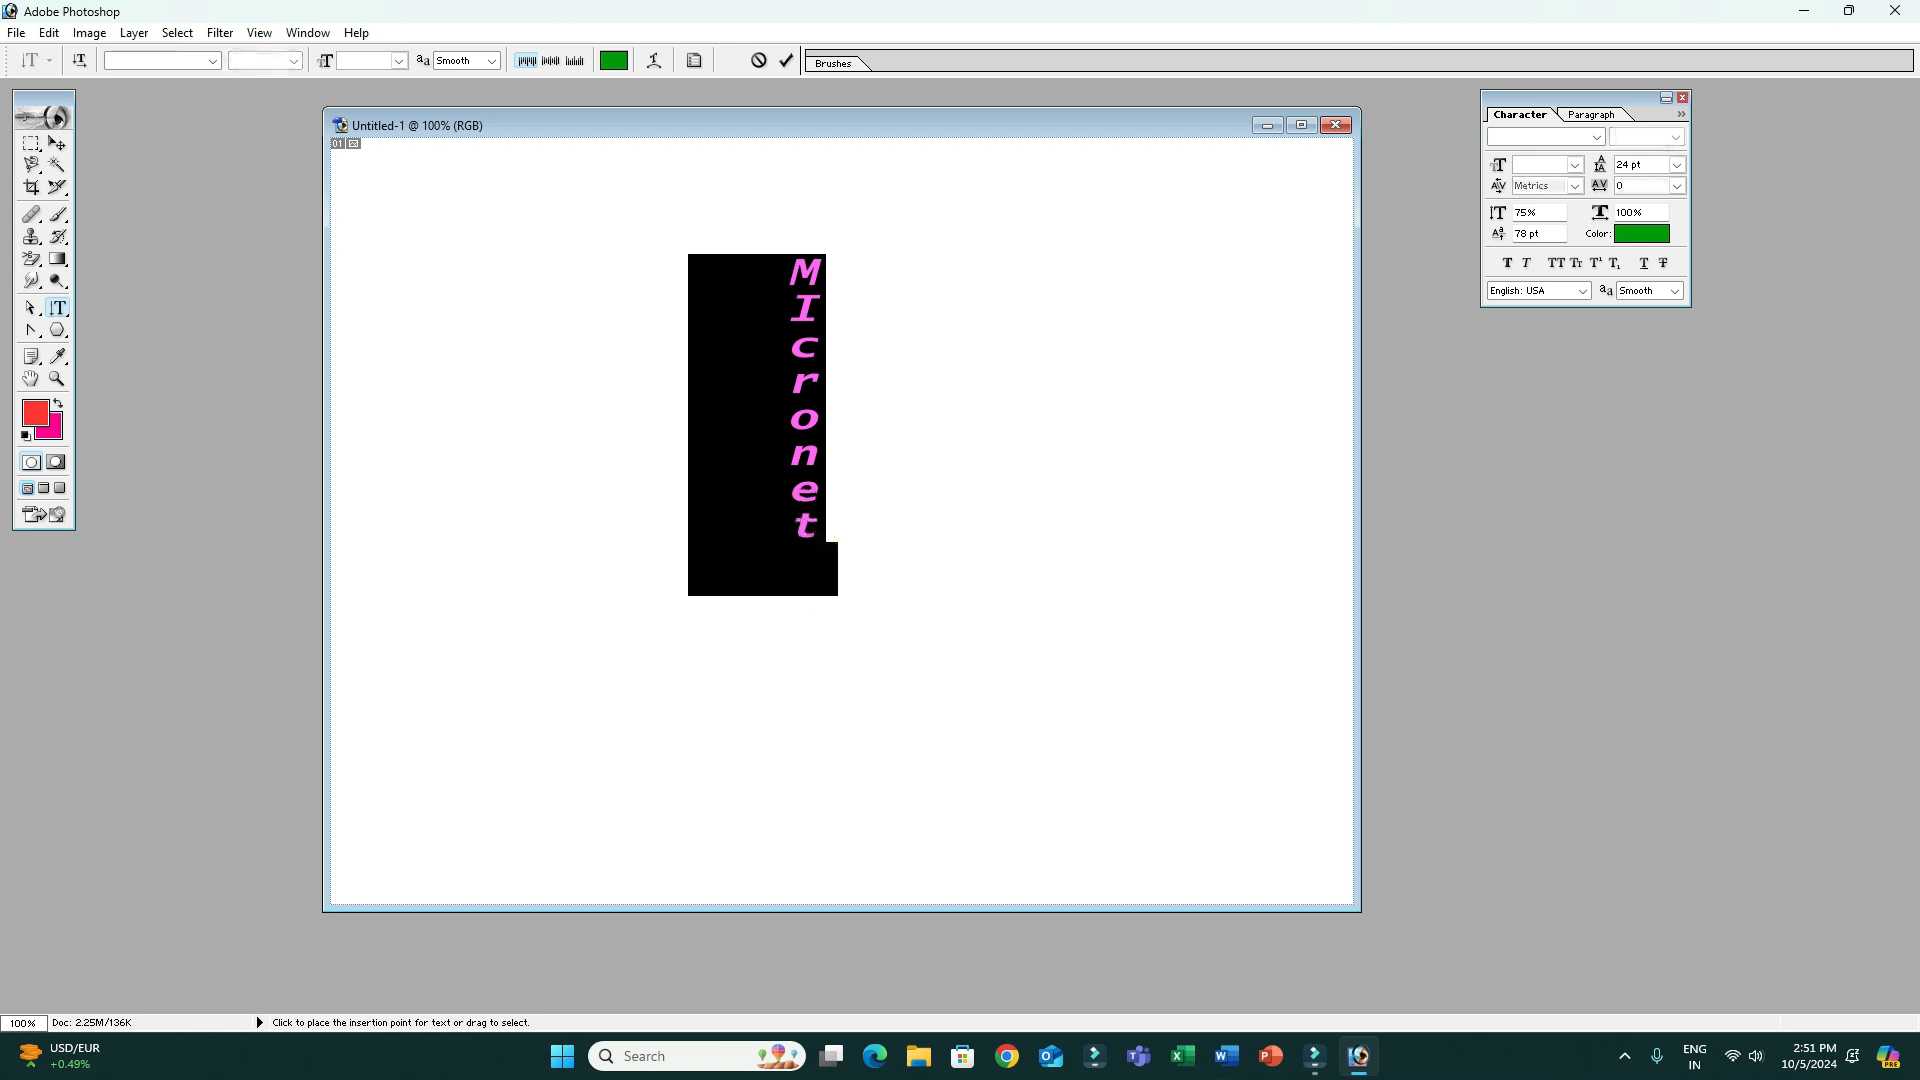 Adobe Photoshop
File Edit Image Layer Select Filter View Window Help
Smooth
Brushes
Untitled-1 @ 100% (RGB)
01
Character Paragraph
24 pt
Metrics 0
75% 100%
78 pt Color:
English: USA Smooth
M
I
c
r
o
n
e
t
100% Doc: 2.25M/136K Click to place the insertion point for text or drag to select.
USD/EUR
+0.49%
Search
ENG
IN
2:51 PM
10/5/2024
PRE